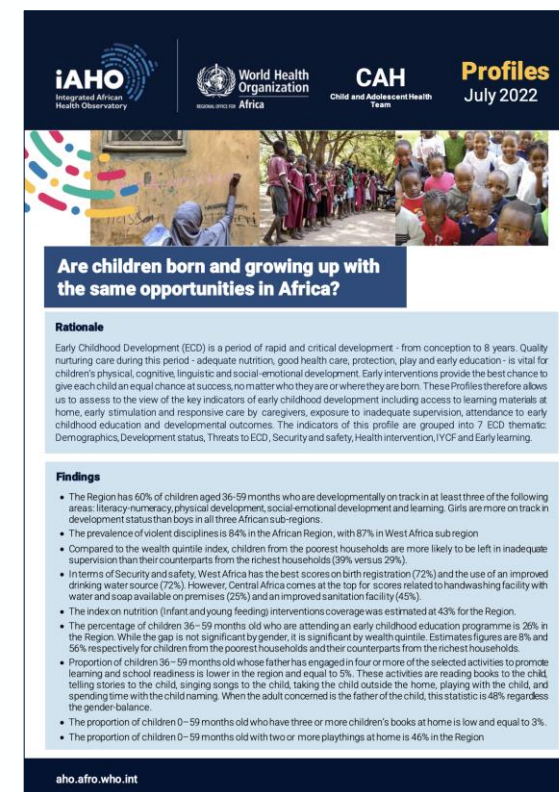 iAHO
Integrated African
Health Observatory
World Health
Organization
REGIONAL OFFICE FOR Africa
CAH
Child and Adolescent Health
Team
Profiles
July 2022
Are children born and growing up with
the same opportunities in Africa?
Rationale
Early Childhood Development (ECD) is a period of rapid and critical development - from conception to 8 years. Quality
nurturing care during this period - adequate nutrition, good health care, protection, play and early education - is vital for
children's physical, cognitive, linguistic and social-emotional development. Early interventions provide the best chance to
give each child an equal chance at success, no matter who they are or where they are born. These Profiles therefore allows
us to assess to the view of the key indicators of early childhood development including access to learning materials at
home, early stimulation and responsive care by caregivers, exposure to inadequate supervision, attendance to early
childhood education and developmental outcomes. The indicators of this profile are grouped into 7 ECD thematic:
Demographics, Development status, Threats to ECD, Security and safety, Health intervention, IYCF and Early learning.
Findings
• The Region has 60% of children aged 36-59 months who are developmentally on track in at least three of the following
areas: literacy-numeracy, physical development, social-emotional development and learning. Girls are more on track in
development status than boys in all three African sub-regions.
• The prevalence of violent disciplines is 84% in the African Region, with 87% in West Africa sub region
• Compared to the wealth quintile index, children from the poorest households are more likely to be left in inadequate
supervision than their counterparts from the richest households (39% versus 29%).
• In terms of Security and safety, West Africa has the best scores on birth registration (72%) and the use of an improved
drinking water source (72%). However, Central Africa comes at the top for scores related to handwashing facility with
water and soap available on premises (25%) and an improved sanitation facility (45%).
• The index on nutrition (Infant and young feeding) interventions coverage was estimated at 43% for the Region.
• The percentage of children 36–59 months old who are attending an early childhood education programme is 26% in
the Region. While the gap is not significant by gender, it is significant by wealth quintile. Estimates figures are 8% and
56% respectively for children from the poorest households and their counterparts from the richest households.
• Proportion of children 36–59 months old whose father has engaged in four or more of the selected activities to promote
learning and school readiness is lower in the region and equal to 5%. These activities are reading books to the child,
telling stories to the child, singing songs to the child, taking the child outside the home, playing with the child, and
spending time with the child naming. When the adult concerned is the father of the child, this statistic is 48% regardless
the gender-balance.
• The proportion of children 0–59 months old who have three or more children's books at home is low and equal to 3%.
• The proportion of children 0–59 months old with two or more playthings at home is 46% in the Region
aho.afro.who.int